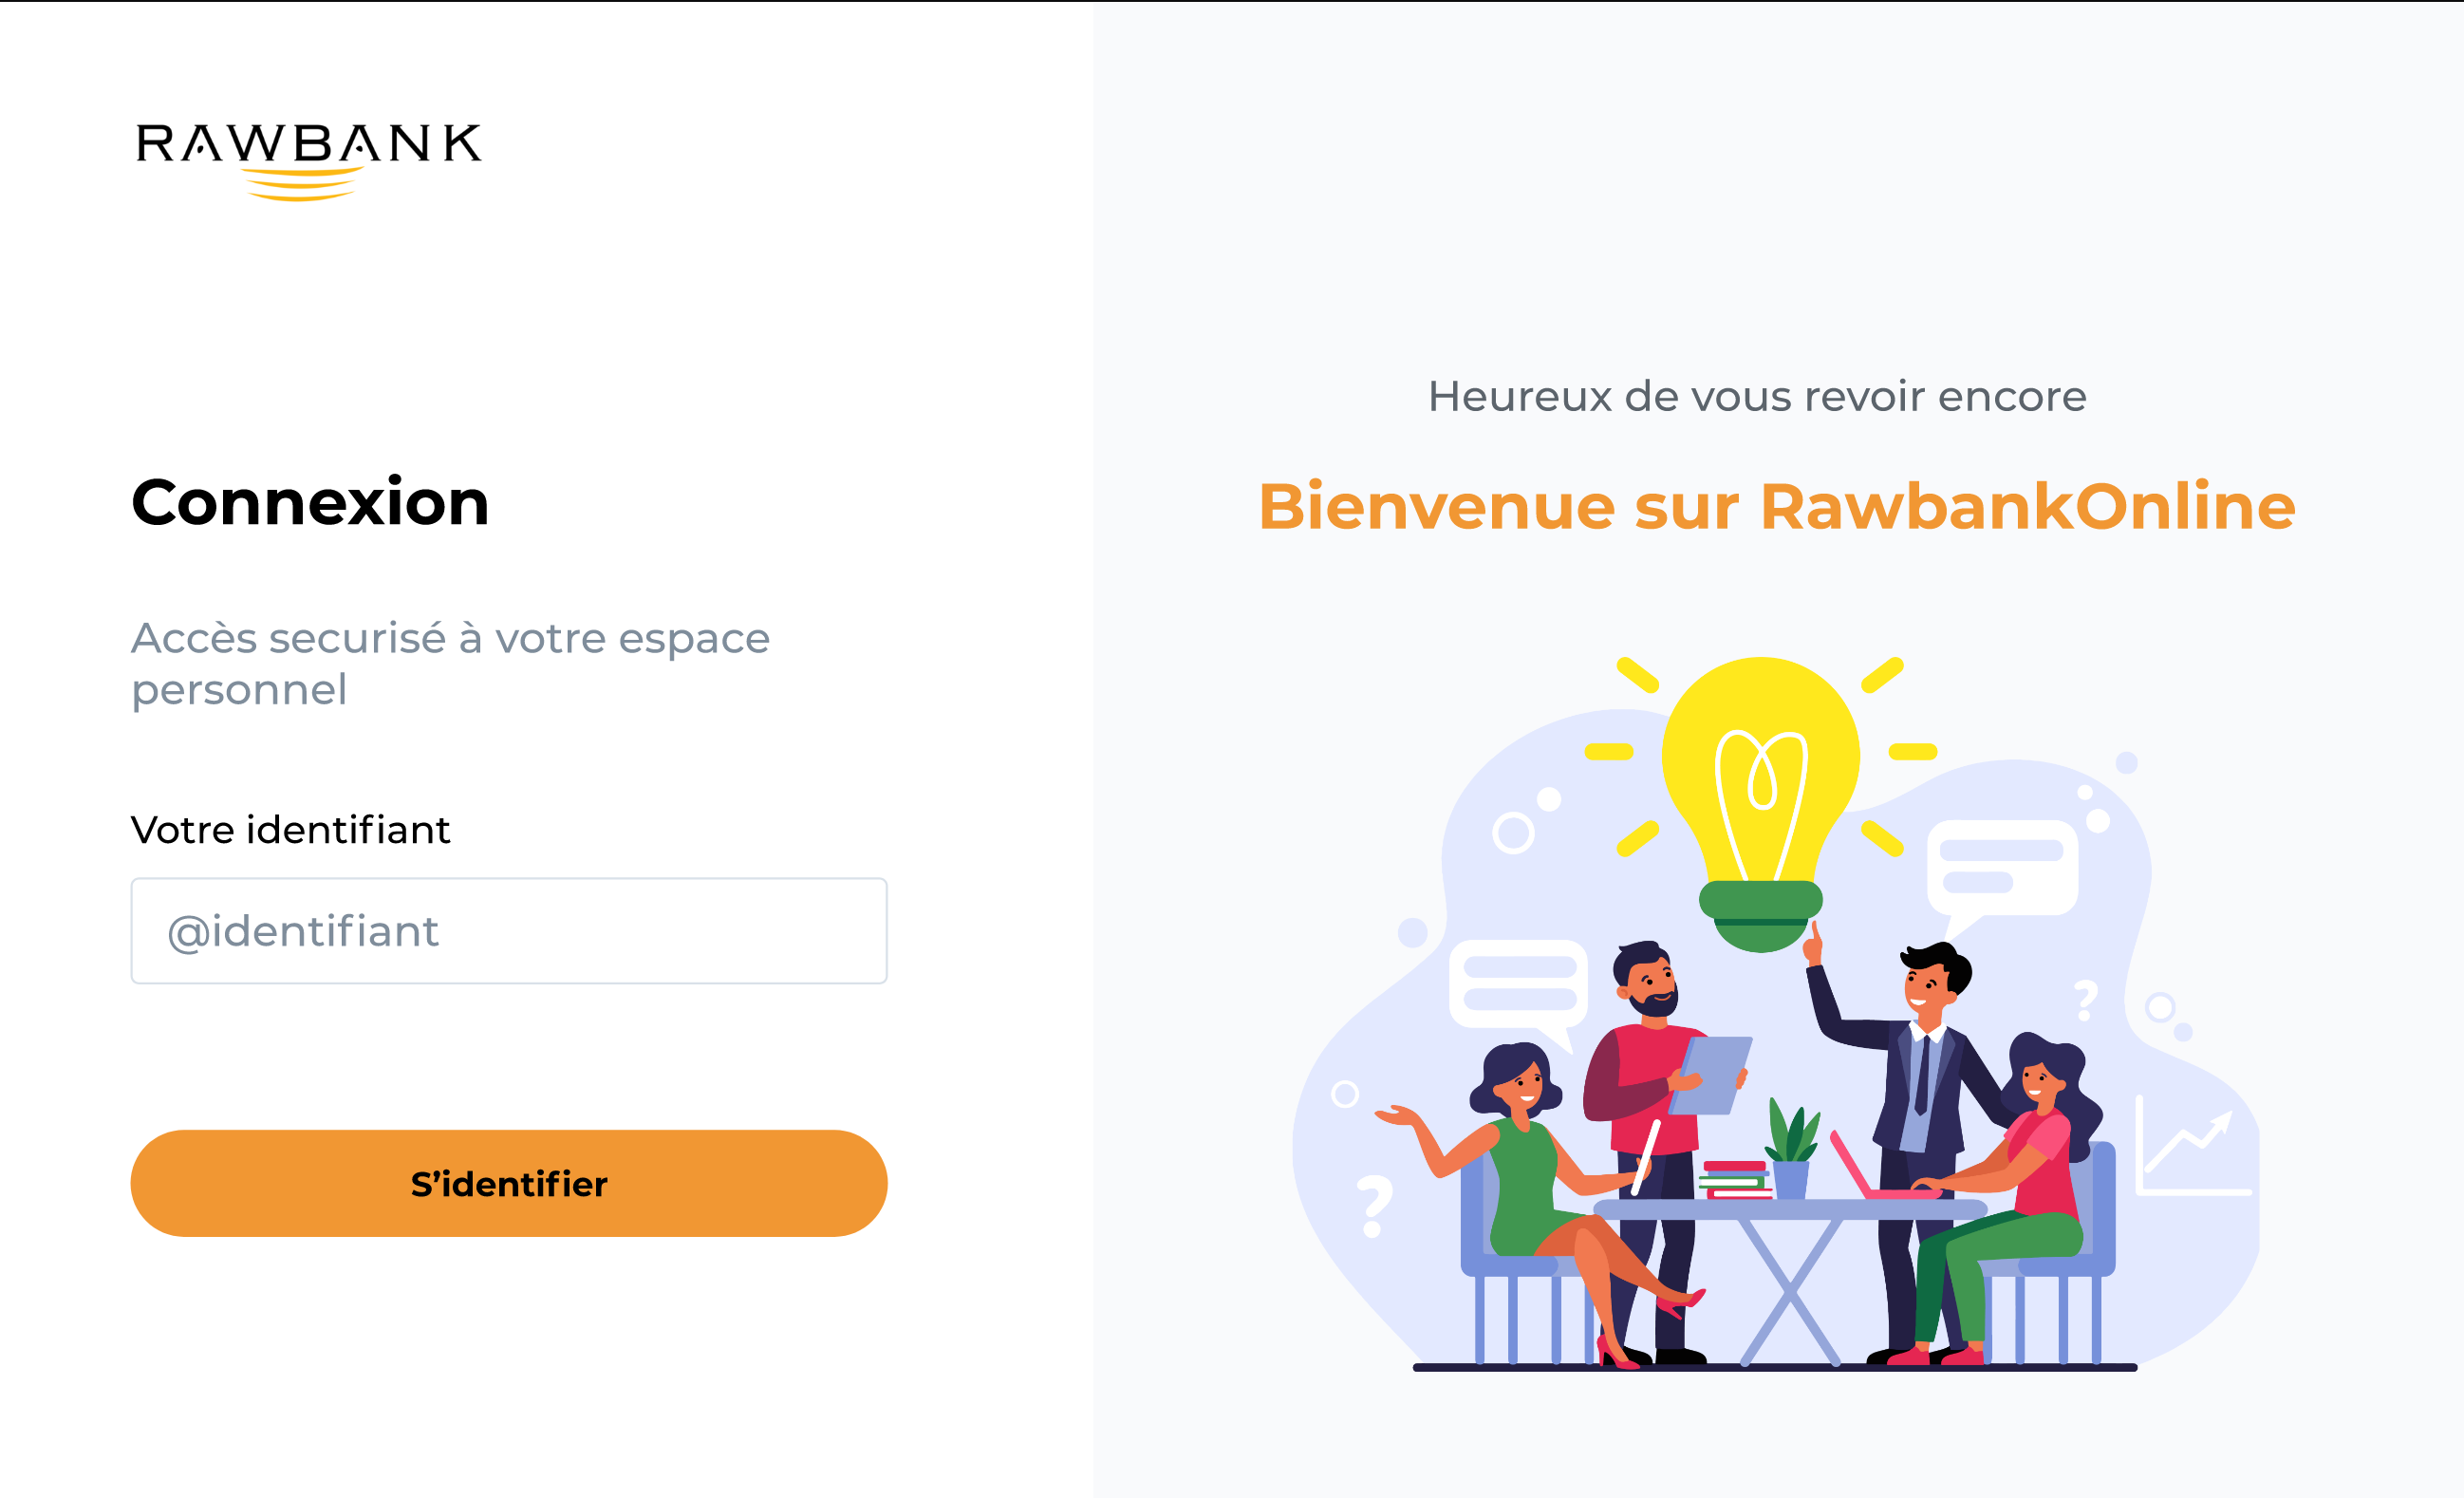 RAWBANK
Connexion
Accès securisé à votre espace
personnel
Votre identifiant
@identifiant
S'identifier
Heureux de vous revoir encore
Bienvenue sur RawbankOnline
?
?